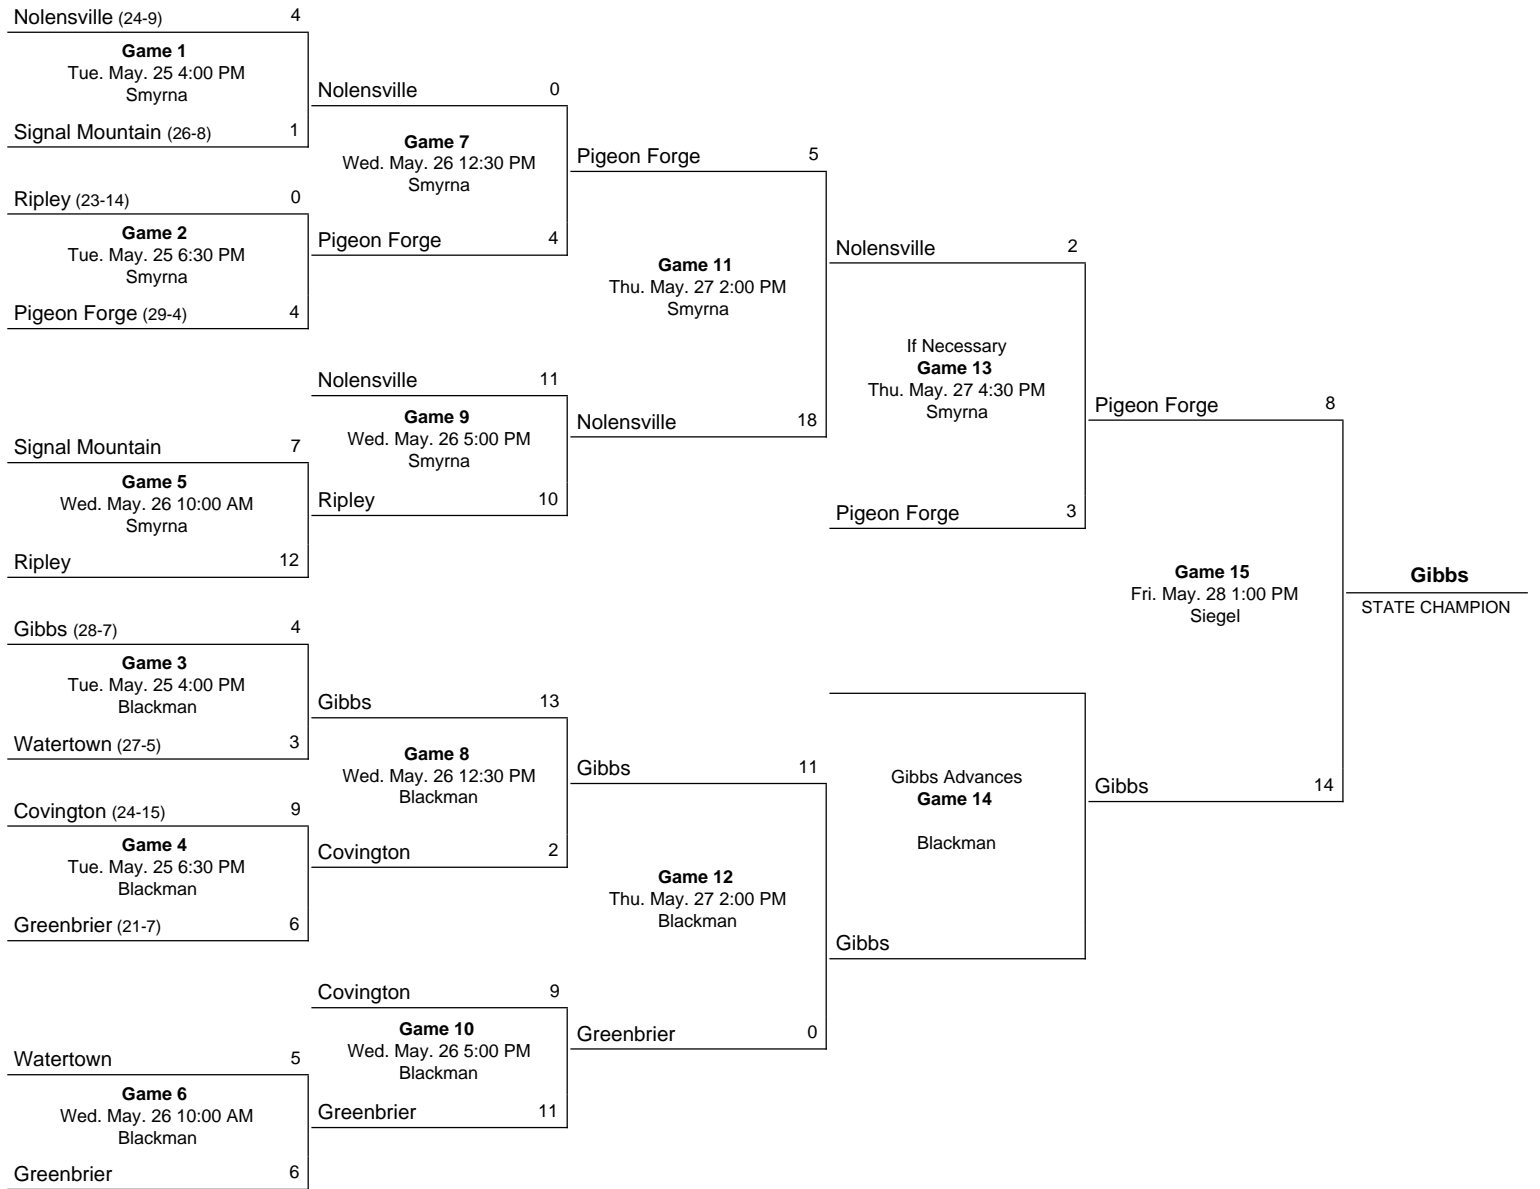 Nolensville (24-9) 4
Game 1
Tue. May. 25 4:00 PM
Smyrna
Signal Mountain (26-8) 1
Ripley (23-14) 0
Game 2
Tue. May. 25 6:30 PM
Smyrna
Pigeon Forge (29-4) 4
Signal Mountain 7
Game 5
Wed. May. 26 10:00 AM
Smyrna
Ripley 12
Gibbs (28-7) 4
Game 3
Tue. May. 25 4:00 PM
Blackman
Watertown (27-5) 3
Covington (24-15) 9
Game 4
Tue. May. 25 6:30 PM
Blackman
Greenbrier (21-7) 6
Watertown 5
Game 6
Wed. May. 26 10:00 AM
Blackman
Greenbrier 6
Nolensville 0
Game 7
Wed. May. 26 12:30 PM
Smyrna
Pigeon Forge 4
Nolensville 11
Game 9
Wed. May. 26 5:00 PM
Smyrna
Ripley 10
Gibbs 13
Game 8
Wed. May. 26 12:30 PM
Blackman
Covington 2
Covington 9
Game 10
Wed. May. 26 5:00 PM
Blackman
Greenbrier 11
Pigeon Forge 5
Game 11
Thu. May. 27 2:00 PM
Smyrna
Nolensville 18
Gibbs 11
Game 12
Thu. May. 27 2:00 PM
Blackman
Greenbrier 0
Nolensville 2
If Necessary
Game 13
Thu. May. 27 4:30 PM
Smyrna
Pigeon Forge 3
Gibbs Advances
Game 14
Blackman
Gibbs
Pigeon Forge 8
Game 15
Fri. May. 28 1:00 PM
Siegel
Gibbs 14
Gibbs
STATE CHAMPION